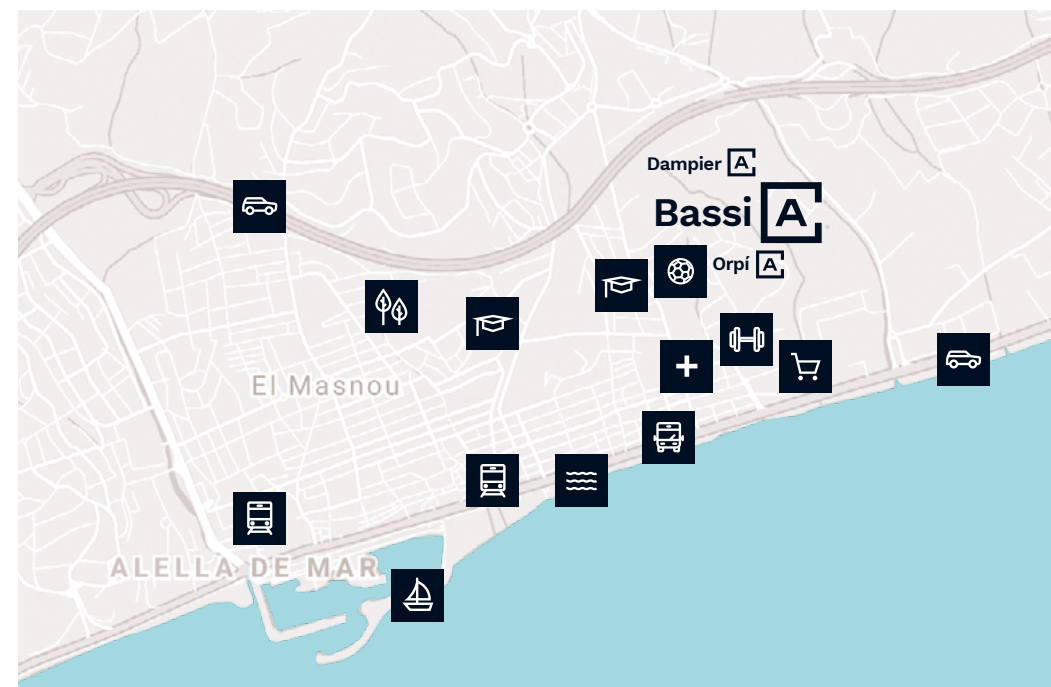 Dampier A
Bassi A
Orpí A
El Masnou
ALELLA DE MAR